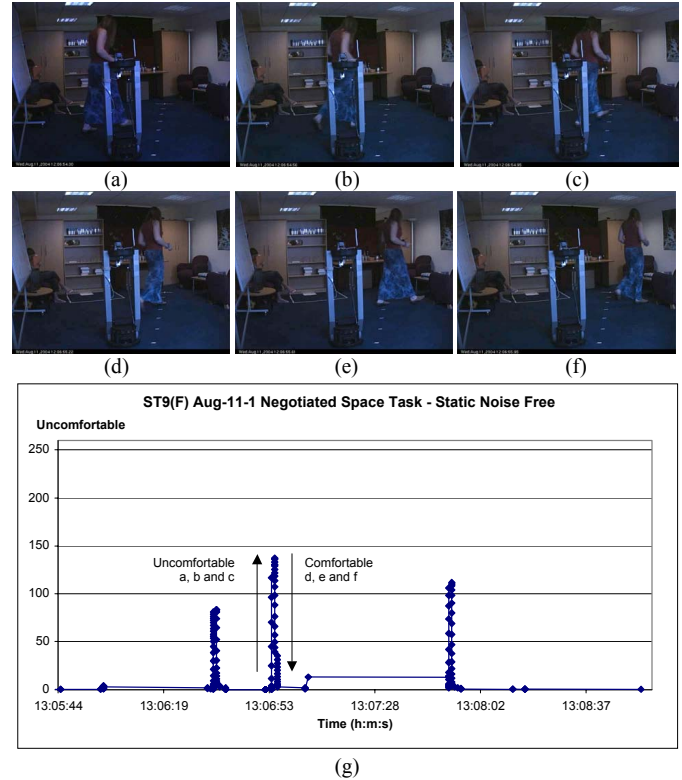 (a) (b) (c)
(d) (e) (f)
ST9(F) Aug-11-1 Negotiated Space Task - Static Noise Free
Uncomfortable
250
200
150
Uncomfortable
a, b and c
Comfortable
d, e and f
100
50
0
13:05:44 13:06:19 13:06:53 13:07:28 13:08:02 13:08:37
Time (h:m:s)
(g)